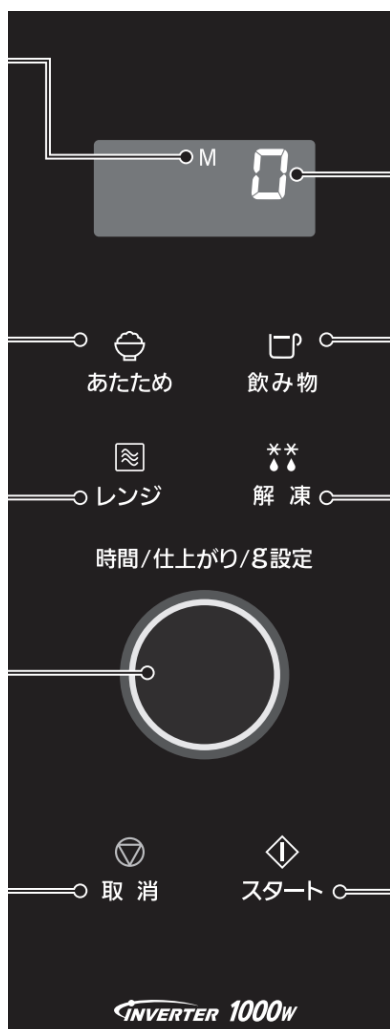 M 0
あたため 飲み物
レンジ 解 凍
時間/仕上がり/g設定
取 消 スタート
INVERTER 1000W